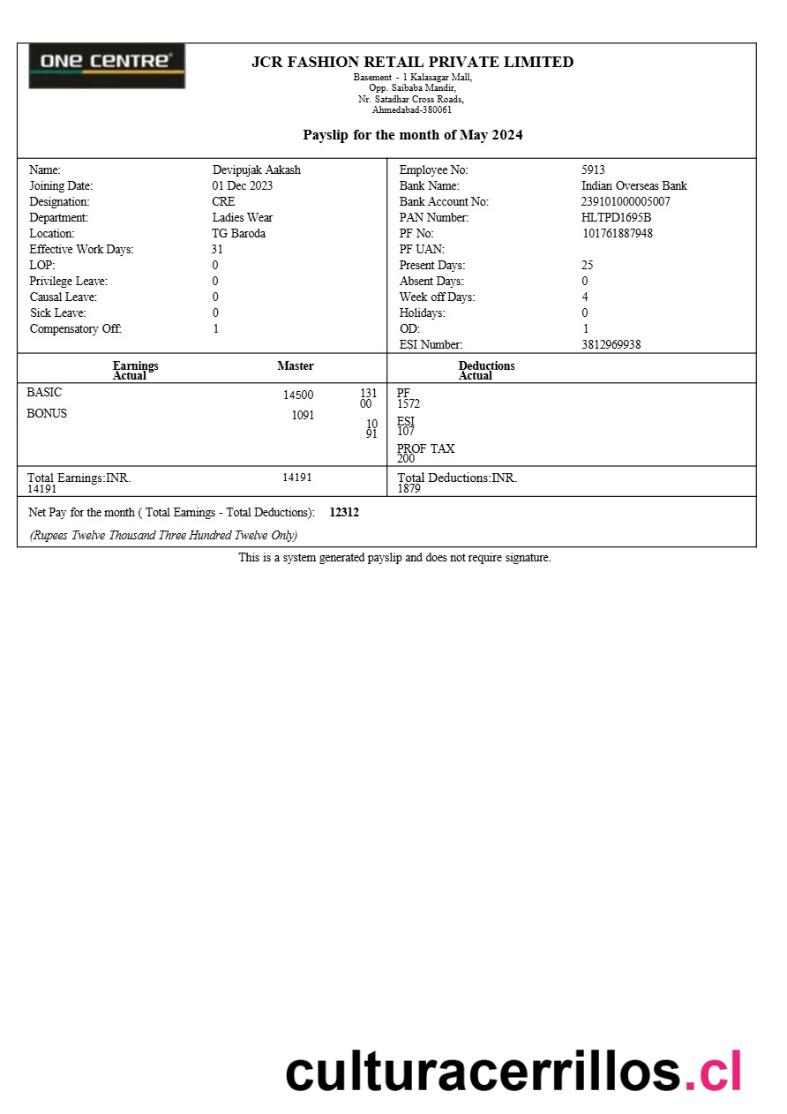 ONE CENTRE
JCR FASHION RETAIL PRIVATE LIMITED
Basement - 1 Kalasagar Mall,
Opp. Saibaba Mandir,
Nr. Satadhar Cross Roads,
Ahmedabad-380061
Payslip for the month of May 2024
Name: Devipujak Aakash
Joining Date: 01 Dec 2023
Designation: CRE
Department: Ladies Wear
Location: TG Baroda
Effective Work Days: 31
LOP: 0
Privilege Leave: 0
Causal Leave: 0
Sick Leave: 0
Compensatory Off: 1
Employee No: 5913
Bank Name: Indian Overseas Bank
Bank Account No: 239101000005007
PAN Number: HLTPD1695B
PF No: 101761887948
PF UAN:
Present Days: 25
Absent Days: 0
Week off Days: 4
Holidays: 0
OD: 1
ESI Number: 3812969938
Earnings Master
Actual
BASIC 14500 131
00
BONUS 1091 10
91
Deductions
Actual
PF
1572
ESI
107
PROF TAX
200
Total Earnings:INR. 14191
14191
Total Deductions:INR.
1879
Net Pay for the month ( Total Earnings - Total Deductions): 12312
(Rupees Twelve Thousand Three Hundred Twelve Only)
This is a system generated payslip and does not require signature.
culturacerrillos.cl